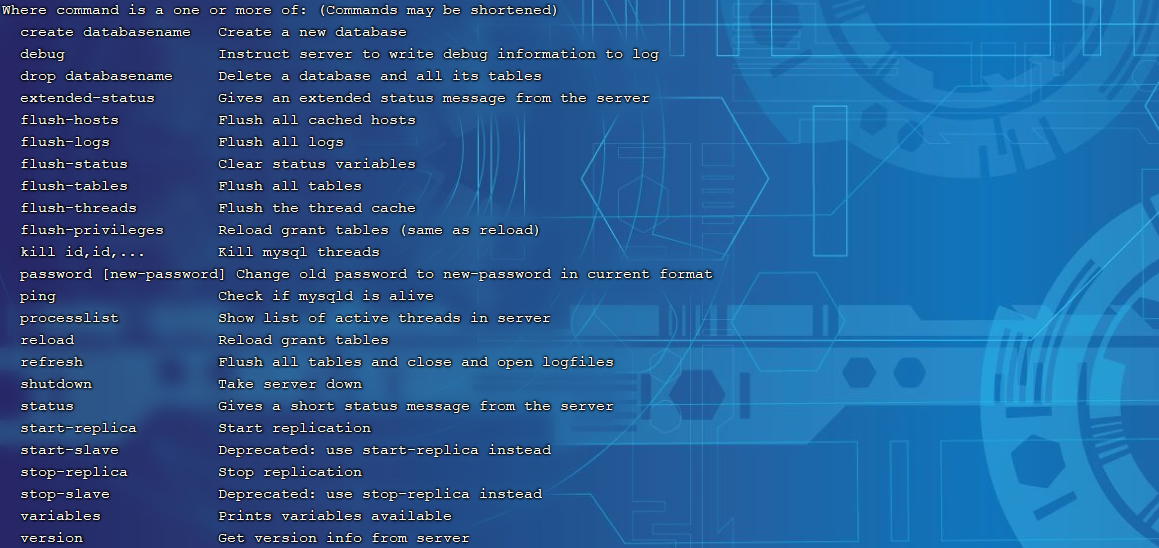 Where command is a one or more of: (Commands may be shortened)
create databasename Create a new database
debug Instruct server to write debug information to log
drop databasename Delete a database and all its tables
extended-status Gives an extended status message from the server
flush-hosts Flush all cached hosts
flush-logs Flush all logs
flush-status Clear status variables
flush-tables Flush all tables
flush-threads Flush the thread cache
flush-privileges Reload grant tables (same as reload)
kill id,id,... Kill mysql threads
password [new-password] Change old password to new-password in current format
ping Check if mysqld is alive
processlist Show list of active threads in server
reload Reload grant tables
refresh Flush all tables and close and open logfiles
shutdown Take server down
status Gives a short status message from the server
start-replica Start replication
start-slave Deprecated: use start-replica instead
stop-replica Stop replication
stop-slave Deprecated: use stop-replica instead
variables Prints variables available
version Get version info from server